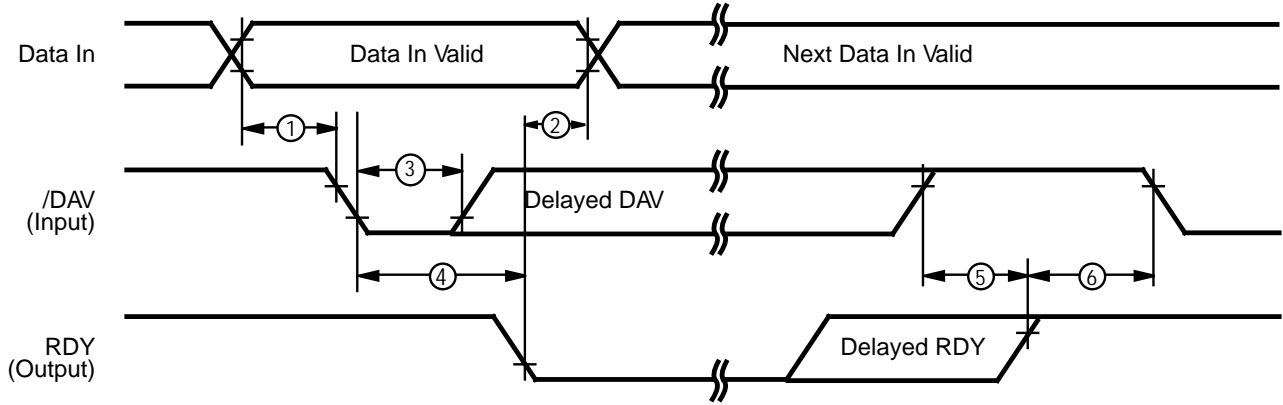 Data In
Data In Valid
Next Data In Valid
1
2
3
/DAV
(Input)
Delayed DAV
4
5
6
RDY
(Output)
Delayed RDY